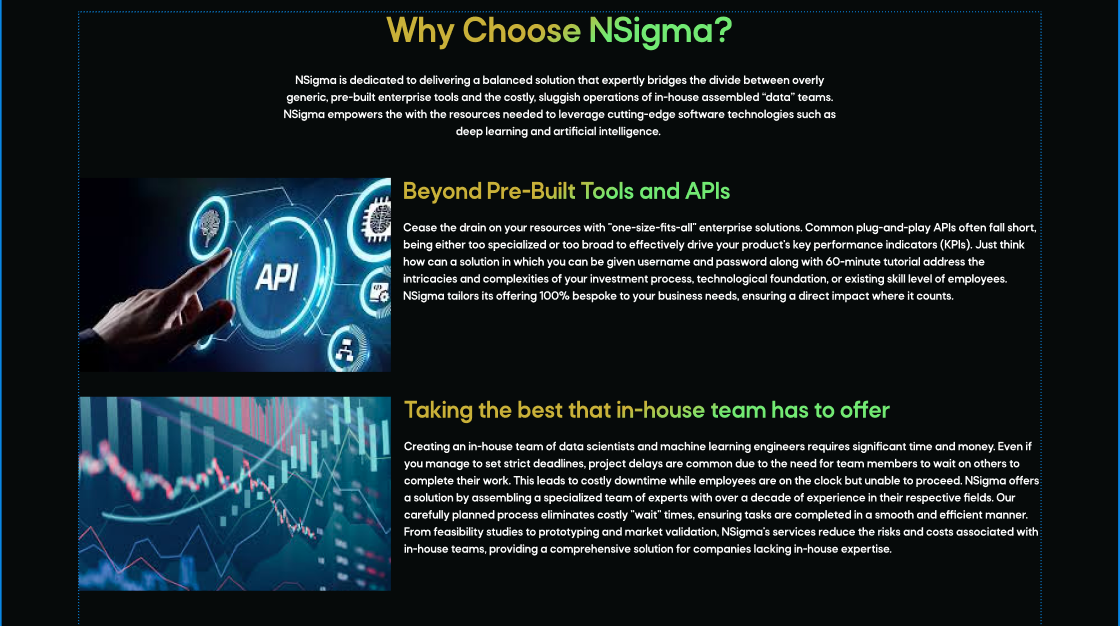 Why Choose NSigma?
NSigma is dedicated to delivering a balanced solution that expertly bridges the divide between overly
generic, pre-built enterprise tools and the costly, sluggish operations of in-house assembled “data” teams.
NSigma empowers the with the resources needed to leverage cutting-edge software technologies such as
deep learning and artificial intelligence.
API
Beyond Pre-Built Tools and APIs
Cease the drain on your resources with "one-size-fits-all" enterprise solutions. Common plug-and-play APIs often fall short,
being either too specialized or too broad to effectively drive your product's key performance indicators (KPIs). Just think
how can a solution in which you can be given username and password along with 60-minute tutorial address the
intricacies and complexities of your investment process, technological foundation, or existing skill level of employees.
NSigma tailors its offering 100% bespoke to your business needs, ensuring a direct impact where it counts.
Taking the best that in-house team has to offer
Creating an in-house team of data scientists and machine learning engineers requires significant time and money. Even if
you manage to set strict deadlines, project delays are common due to the need for team members to wait on others to
complete their work. This leads to costly downtime while employees are on the clock but unable to proceed. NSigma offers
a solution by assembling a specialized team of experts with over a decade of experience in their respective fields. Our
carefully planned process eliminates costly "wait" times, ensuring tasks are completed in a smooth and efficient manner.
From feasibility studies to prototyping and market validation, NSigma's services reduce the risks and costs associated with
in-house teams, providing a comprehensive solution for companies lacking in-house expertise.